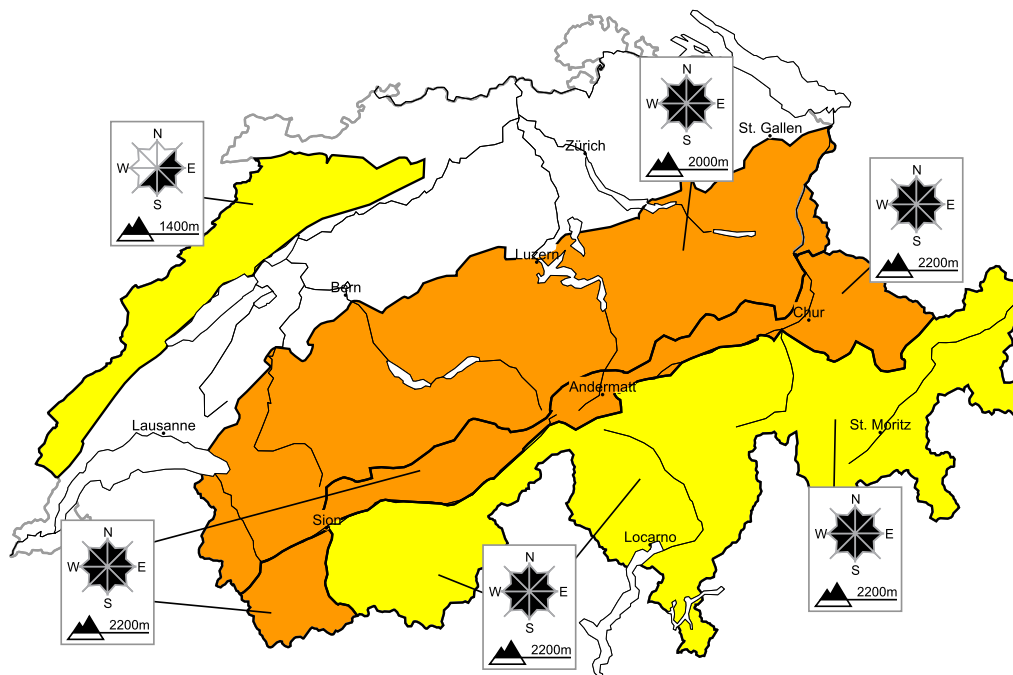 N
W E
S
2000m
St. Gallen
Zürich
N
W E
S
1400m
N
W E
S
2200m
Luzern
Bern
Chur
Andermatt
Lausanne
St. Moritz
N
W E
S
2200m
Sion
Locarno
N
W E
S
2200m
N
W E
S
2200m